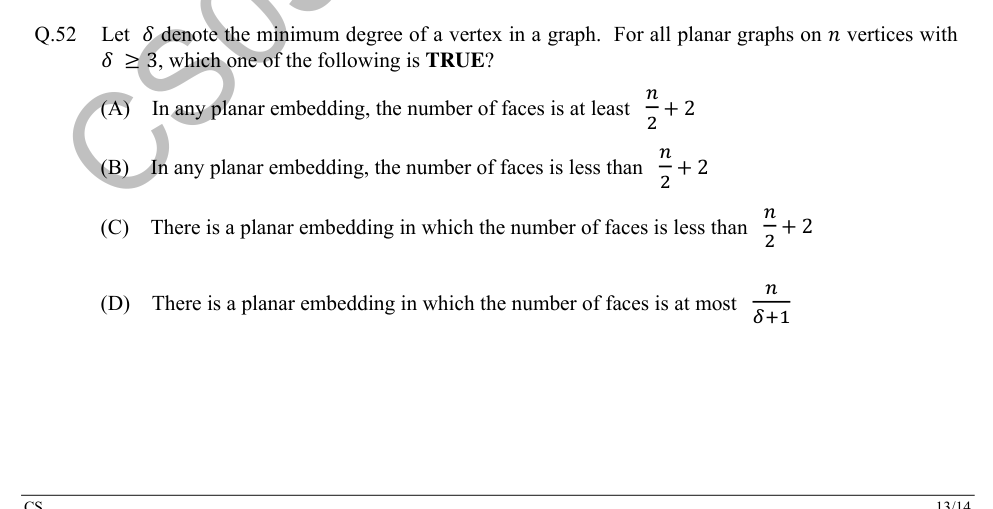 CS03
Q.52 Let δ denote the minimum degree of a vertex in a graph. For all planar graphs on n vertices with
δ ≥ 3, which one of the following is TRUE?
(A) In any planar embedding, the number of faces is at least n/2 + 2
(B) In any planar embedding, the number of faces is less than n/2 + 2
(C) There is a planar embedding in which the number of faces is less than n/2 + 2
(D) There is a planar embedding in which the number of faces is at most n/(δ+1)
CS 13/14